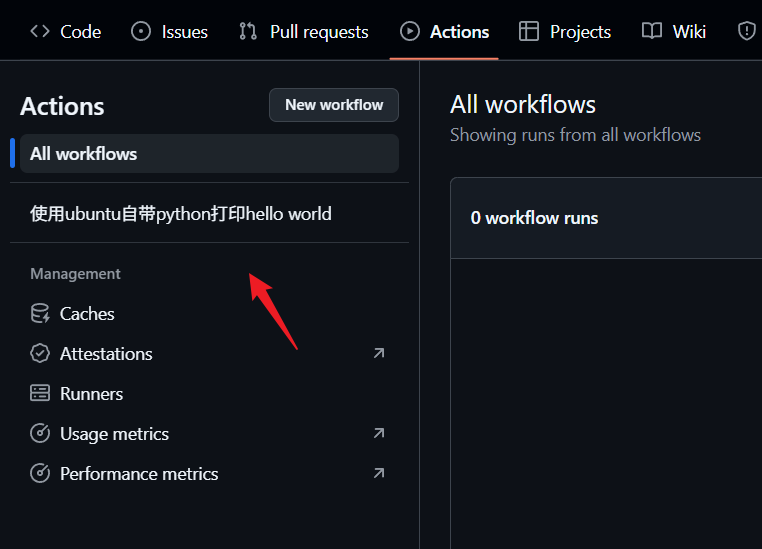 Code Issues Pull requests Actions Projects Wiki
Actions New workflow
All workflows
使用ubuntu自带python打印hello world
Management
Caches
Attestations
Runners
Usage metrics
Performance metrics
All workflows
Showing runs from all workflows
0 workflow runs